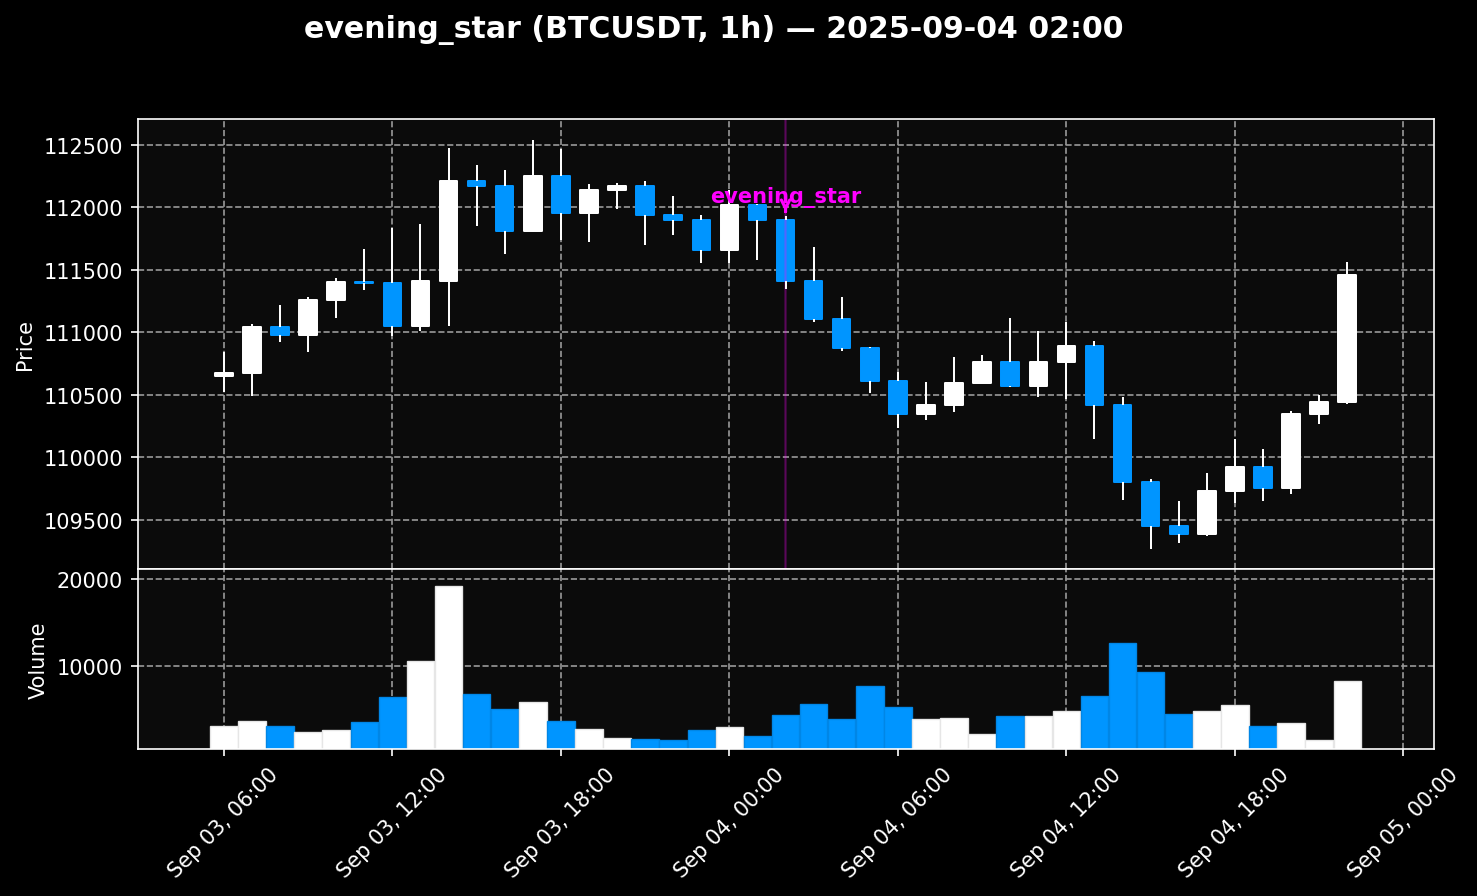 evening_star (BTCUSDT, 1h) — 2025-09-04 02:00
112500
112000
111500
111000
110500
110000
109500
Price
evening_star
20000
10000
Volume
Sep 03, 06:00
Sep 03, 12:00
Sep 03, 18:00
Sep 04, 00:00
Sep 04, 06:00
Sep 04, 12:00
Sep 04, 18:00
Sep 05, 00:00